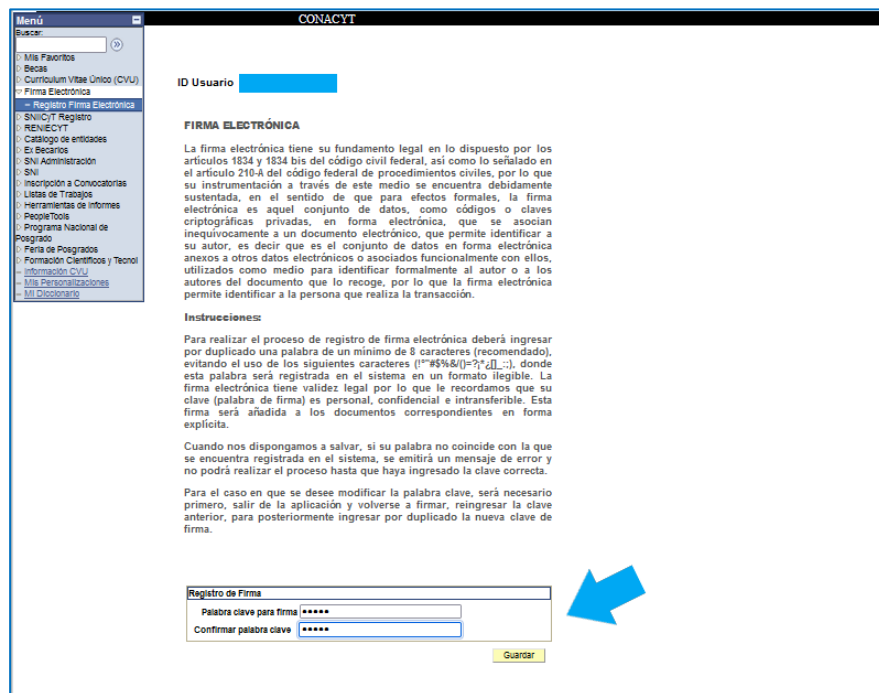 CONACYT
Menú
Buscar:
Mis Favoritos
Becas
Curriculum Vitae Único (CVU)
Firma Electrónica
Registro Firma Electrónica
SNIICyT Registro
RENIECYT
Catálogo de entidades
Ex Becarios
SNI Administración
SNI
Inscripción a Convocatorias
Listas de Trabajos
Herramientas de Informes
PeopleTools
Programa Nacional de
Posgrado
Feria de Posgrados
Formación Científicos y Tecnol
Información CVU
Mis Personalizaciones
Mi Diccionario
ID Usuario
FIRMA ELECTRÓNICA
La firma electrónica tiene su fundamento legal en lo dispuesto por los
artículos 1834 y 1834 bis del código civil federal, así como lo señalado en
el artículo 210-A del código federal de procedimientos civiles, por lo que
su instrumentación a través de este medio se encuentra debidamente
sustentada, en el sentido de que para efectos formales, la firma
electrónica es aquel conjunto de datos, como códigos o claves
criptográficas privadas, en forma electrónica, que se asocian
inequívocamente a un documento electrónico, que permite identificar a
su autor, es decir que es el conjunto de datos en forma electrónica
anexos a otros datos electrónicos o asociados funcionalmente con ellos,
utilizados como medio para identificar formalmente al autor o a los
autores del documento que lo recoge, por lo que la firma electrónica
permite identificar a la persona que realiza la transacción.
Instrucciones:
Para realizar el proceso de registro de firma electrónica deberá ingresar
por duplicado una palabra de un mínimo de 8 caracteres (recomendado),
evitando el uso de los siguientes caracteres (!°"#$%&/()=?¡*¿[]_:;), donde
esta palabra será registrada en el sistema en un formato ilegible. La
firma electrónica tiene validez legal por lo que le recordamos que su
clave (palabra de firma) es personal, confidencial e intransferible. Esta
firma será añadida a los documentos correspondientes en forma
explícita.
Cuando nos dispongamos a salvar, si su palabra no coincide con la que
se encuentra registrada en el sistema, se emitirá un mensaje de error y
no podrá realizar el proceso hasta que haya ingresado la clave correcta.
Para el caso en que se desee modificar la palabra clave, será necesario
primero, salir de la aplicación y volverse a firmar, reingresar la clave
anterior, para posteriormente ingresar por duplicado la nueva clave de
firma.
Registro de Firma
Palabra clave para firma •••••
Confirmar palabra clave •••••
Guardar